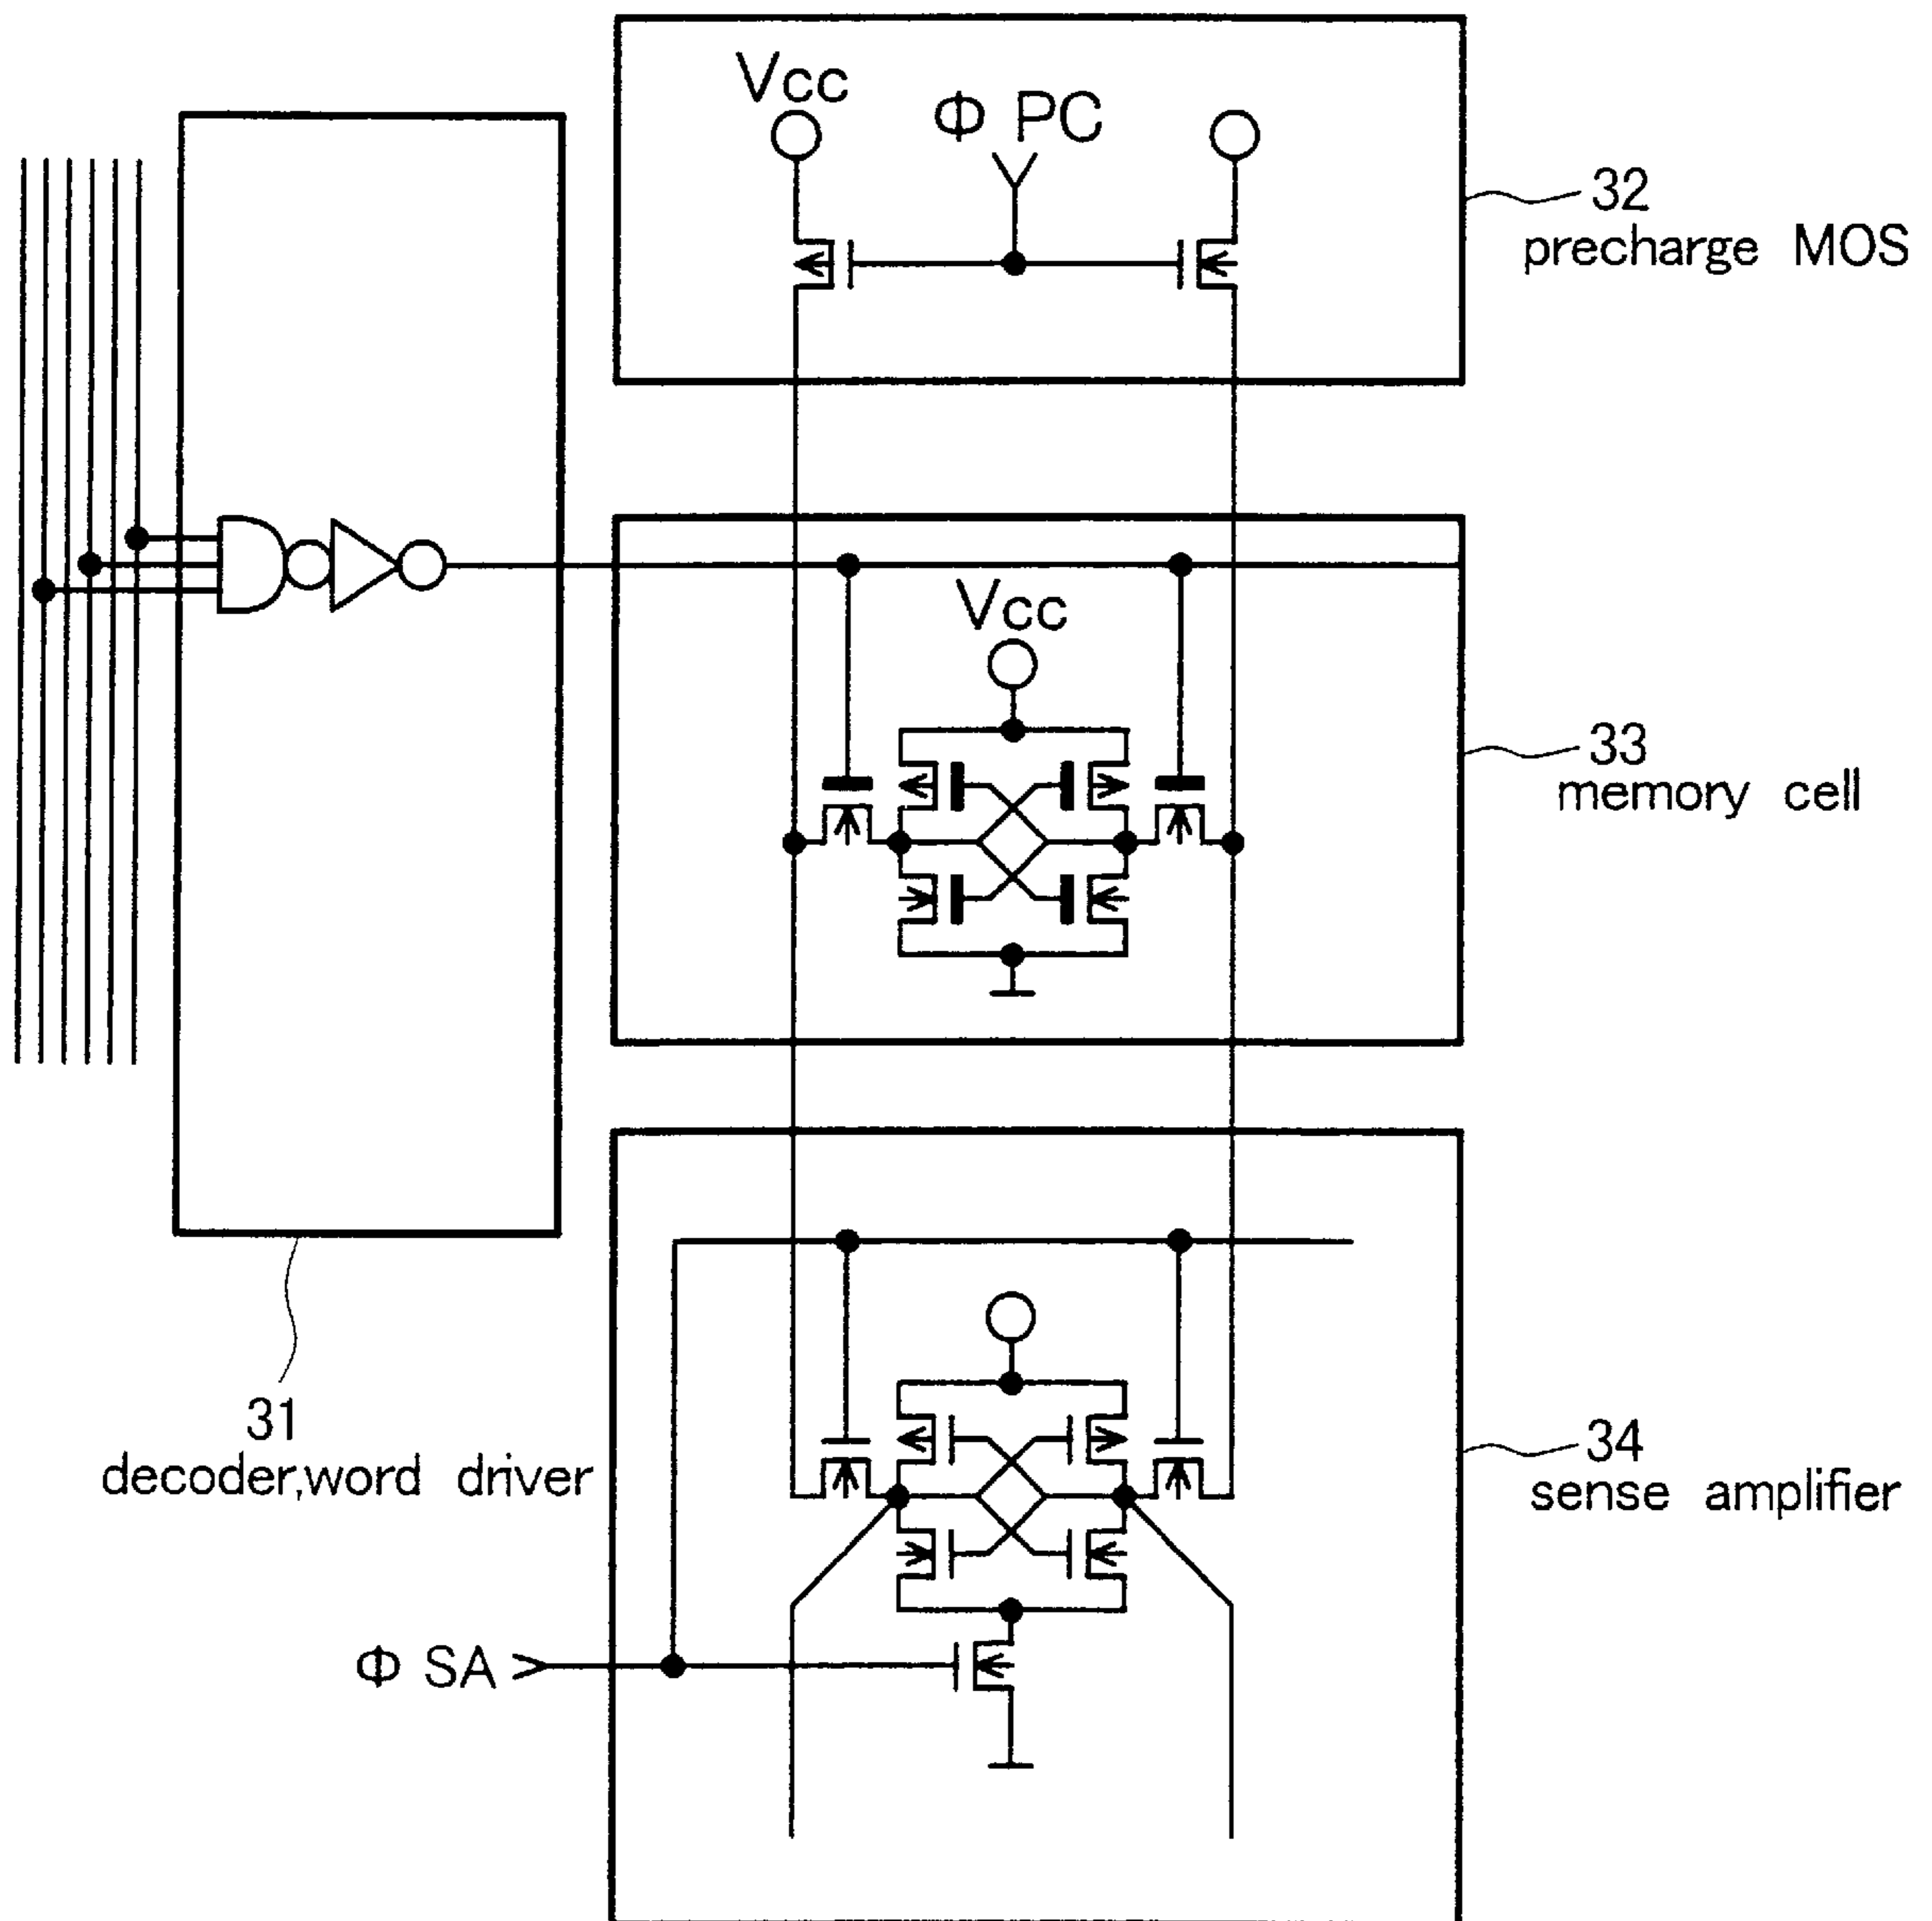 Vcc
Φ PC
32
precharge MOS
Vcc
33
memory cell
31
decoder,word driver
34
sense amplifier
Φ SA